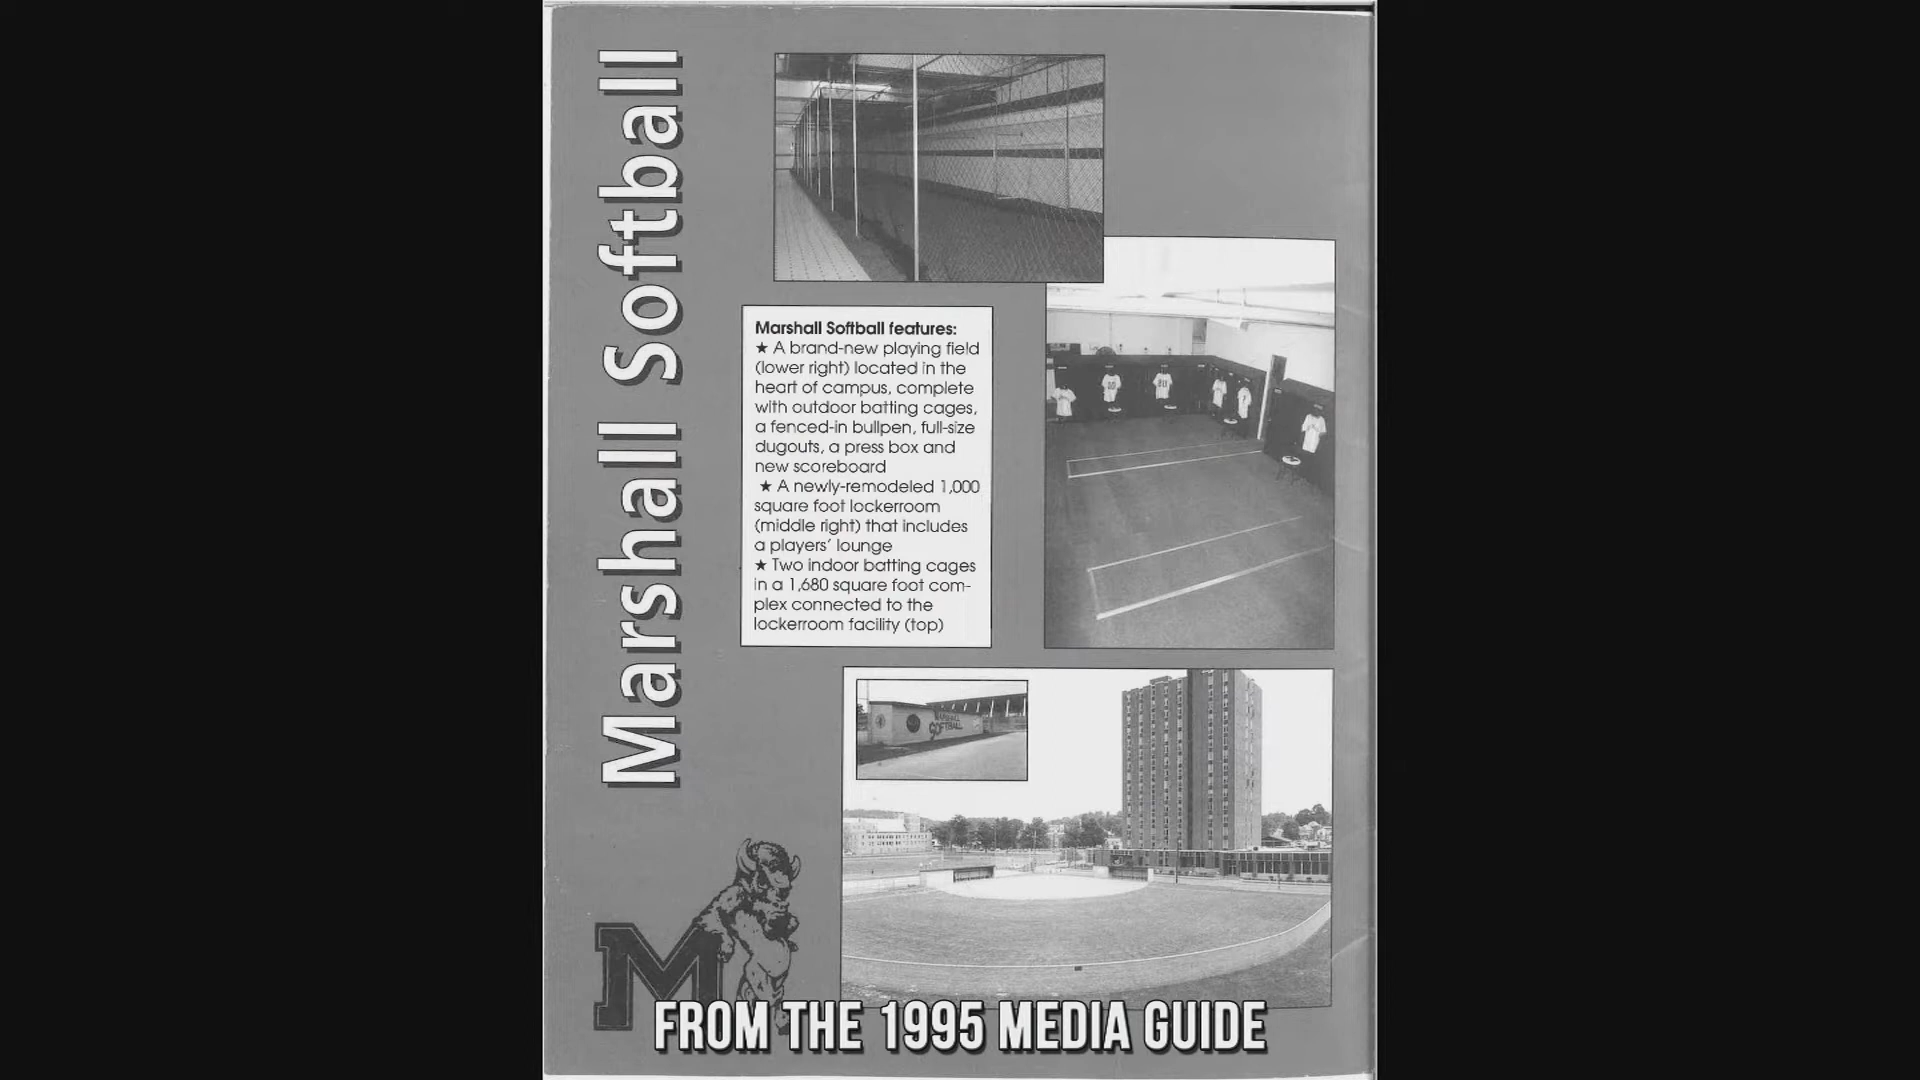 Marshall Softball
Marshall Softball features:
★ A brand-new playing field
(lower right) located in the
heart of campus, complete
with outdoor batting cages,
a fenced-in bullpen, full-size
dugouts, a press box and
new scoreboard
★ A newly-remodeled 1,000
square foot lockerroom
(middle right) that includes
a players' lounge
★ Two indoor batting cages
in a 1,680 square foot com-
plex connected to the
lockerroom facility (top)
MARSHALL
SOFTBALL
M
FROM THE 1995 MEDIA GUIDE